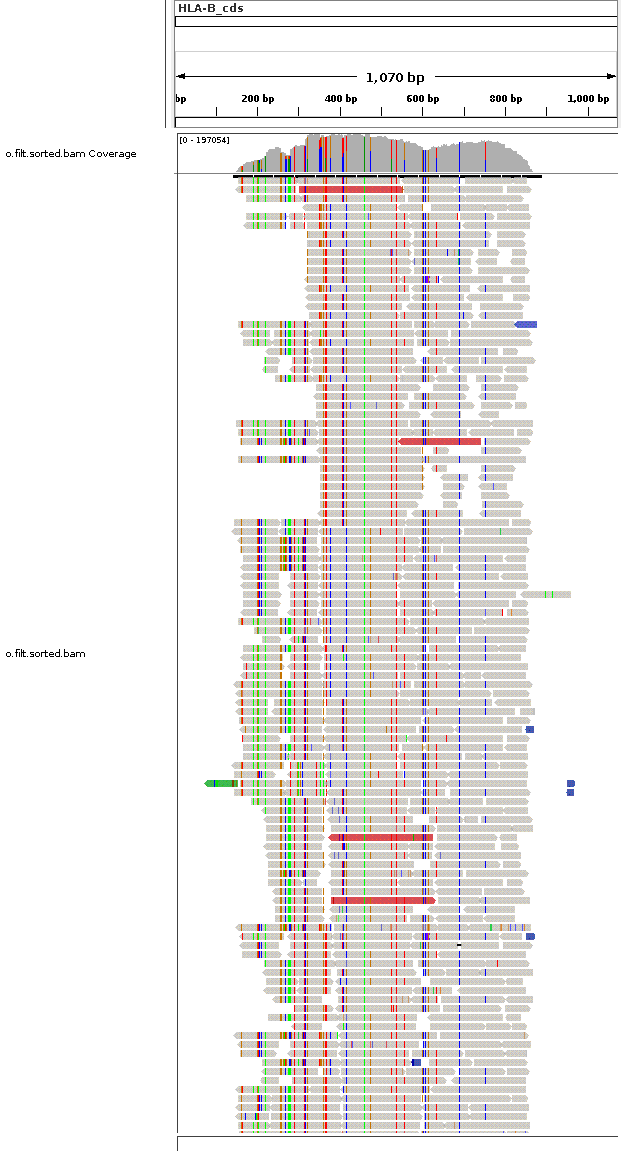 HLA-B_cds
1,070 bp
bp 200 bp 400 bp 600 bp 800 bp 1,000 bp
[0 - 197054]
o.filt.sorted.bam Coverage
o.filt.sorted.bam